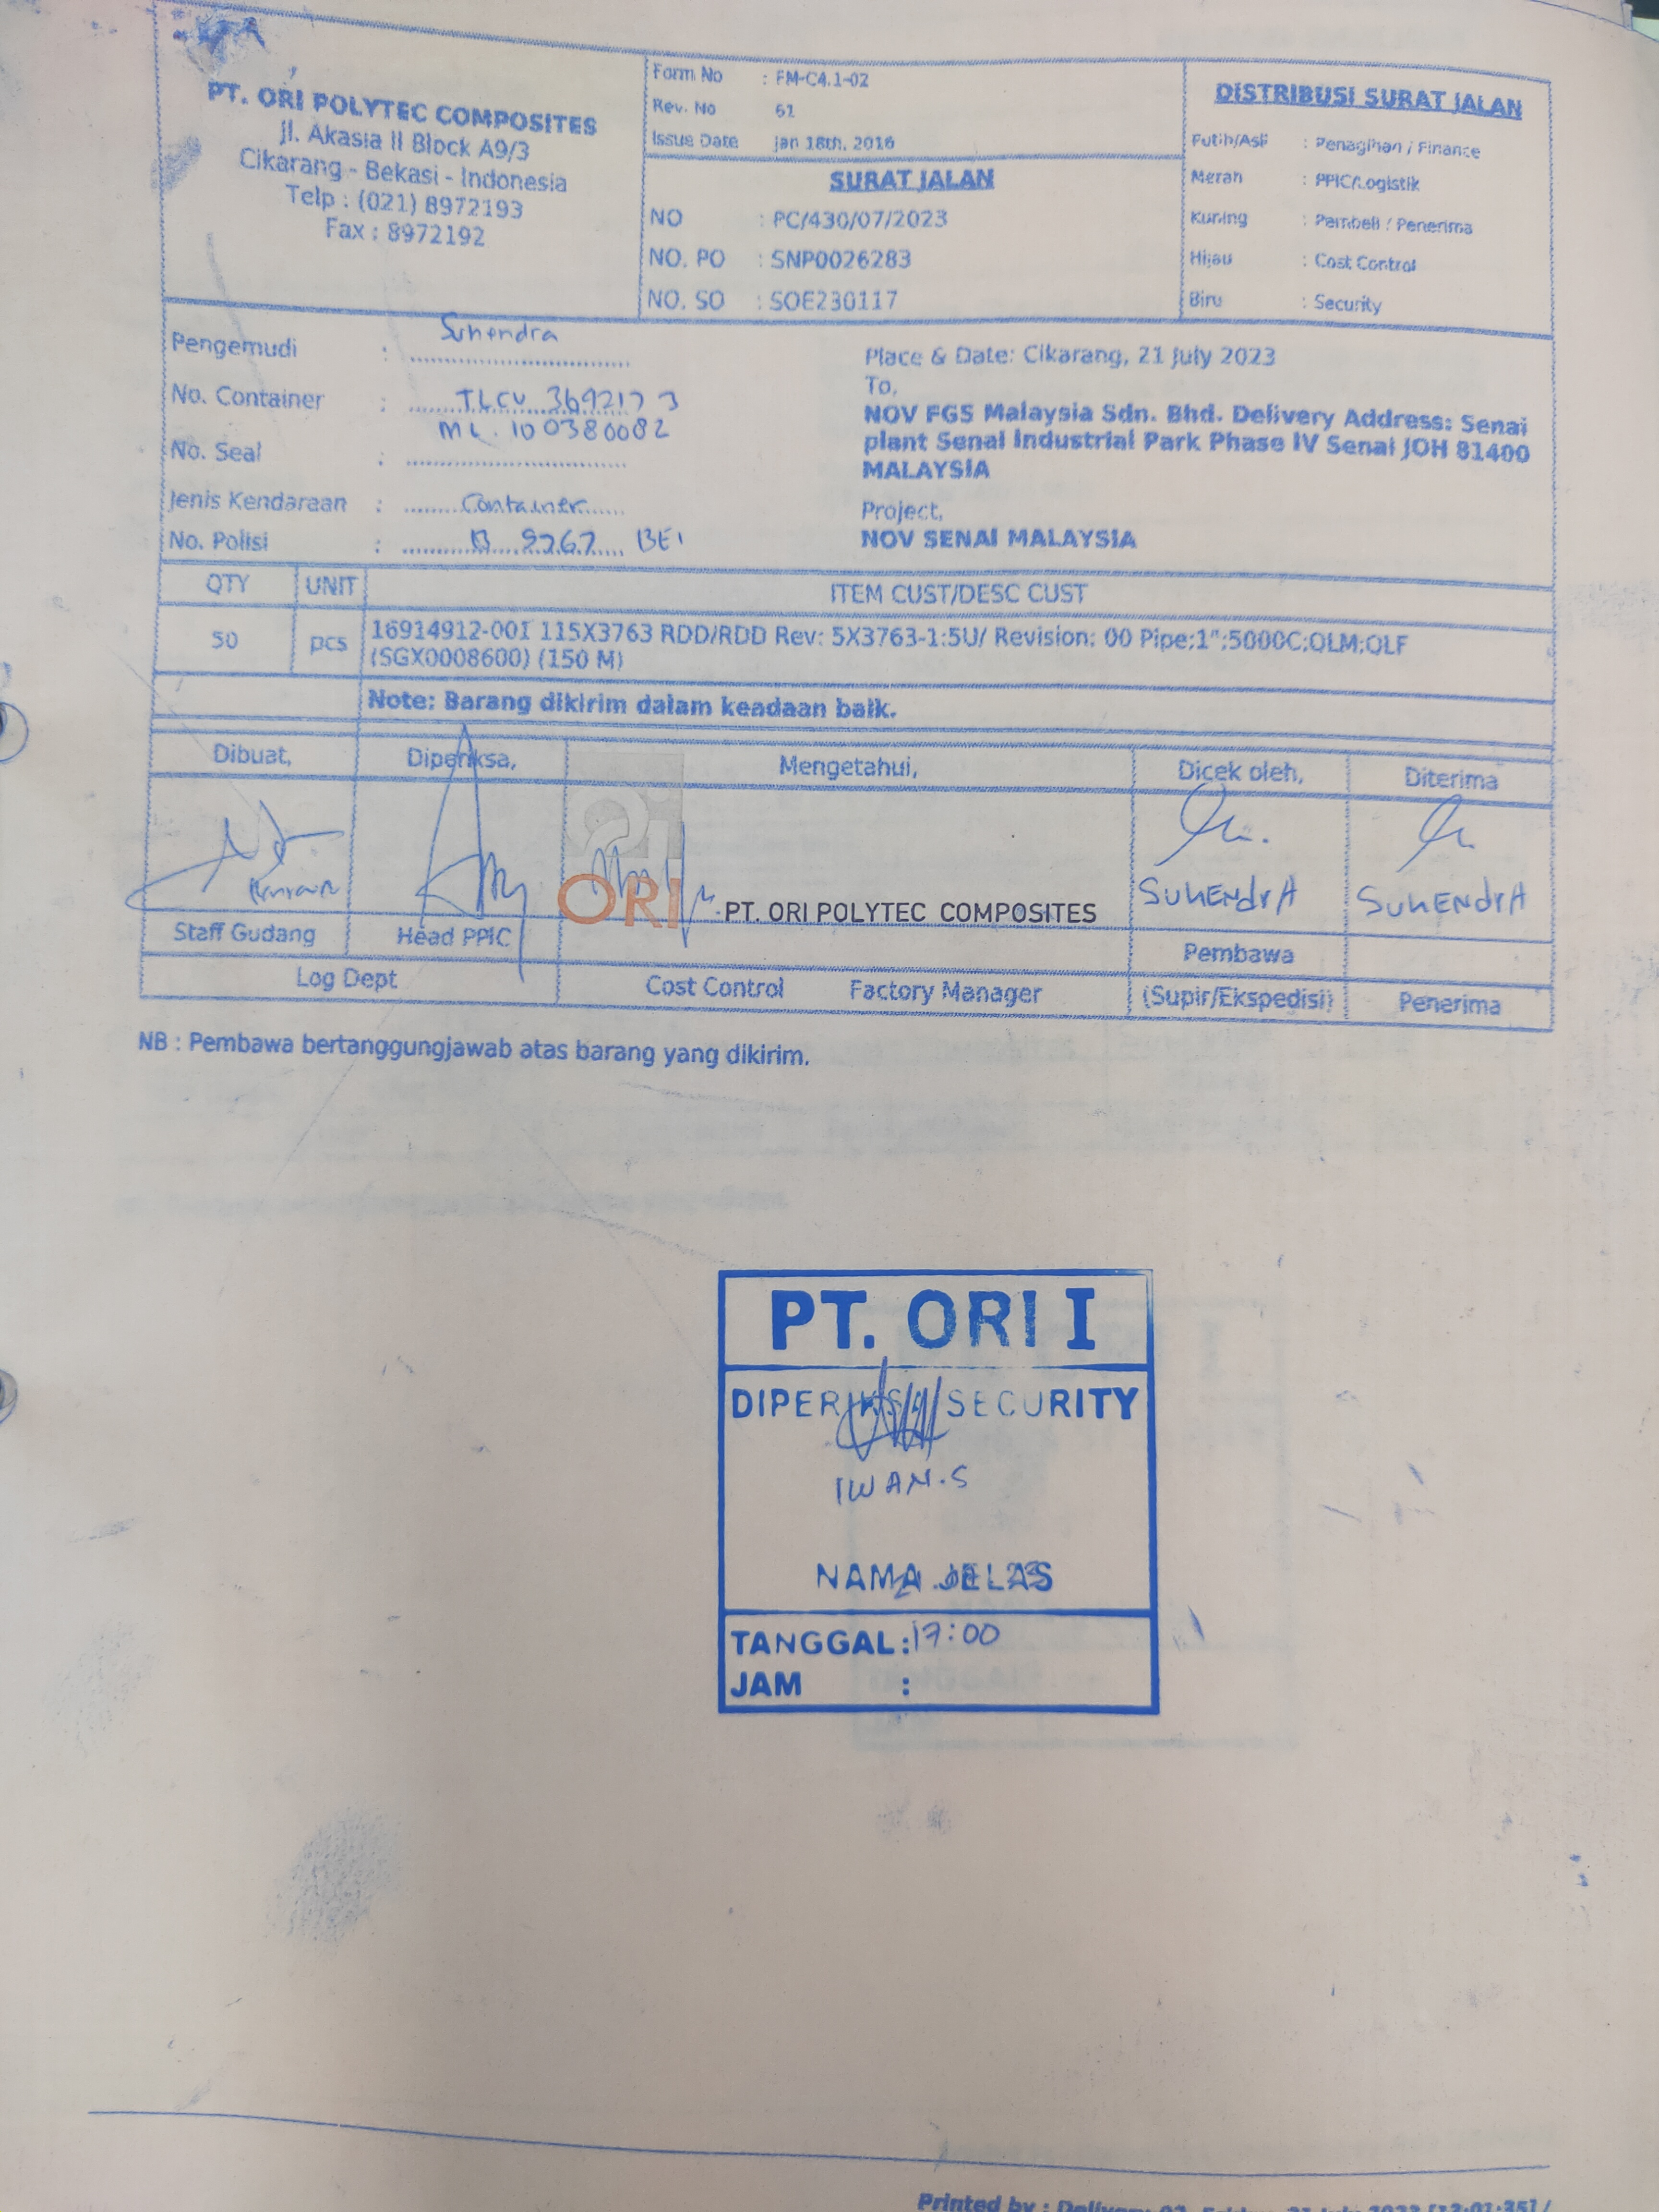 PT. ORI POLYTEC COMPOSITES
Jl. Akasia II Block A9/3
Cikarang - Bekasi - Indonesia
Telp : (021) 8972193
Fax : 8972192
Form No : FM-C4.1-02
Rev. No 61
Issue Date Jan 18th, 2016
SURAT JALAN
NO : PC/430/07/2023
NO. PO : SNP0026283
NO. SO : SOE230117
DISTRIBUSI SURAT JALAN
Putih/Asli : Penagihan / Finance
Merah : PPIC/Logistik
Kuning : Pembeli / Penerima
Hijau : Cost Control
Biru : Security
Pengemudi : Suhendra
No. Container : TLCU 3692173
No. Seal : ML. 100380082
Jenis Kendaraan : Container
No. Polisi : B 9267 BEI
Place & Date: Cikarang, 21 July 2023
To,
NOV FGS Malaysia Sdn. Bhd. Delivery Address: Senai
plant Senai Industrial Park Phase IV Senai JOH 81400
MALAYSIA
Project,
NOV SENAI MALAYSIA
QTY UNIT ITEM CUST/DESC CUST
50 pcs 16914912-001 115X3763 RDD/RDD Rev: 5X3763-1:5U/ Revision: 00 Pipe;1";5000C;QLM;QLF
(SGX0008600) (150 M)
Note: Barang dikirim dalam keadaan baik.
Dibuat, Diperiksa, Mengetahui, Dicek oleh, Diterima
ORI PT. ORI POLYTEC COMPOSITES
SUHENDRA SUHENDRA
Staff Gudang Head PPIC Pembawa
Log Dept Cost Control Factory Manager (Supir/Ekspedisi) Penerima
NB : Pembawa bertanggungjawab atas barang yang dikirim.
PT. ORI I
DIPERIKSA SECURITY
IWAN.S
NAMA JELAS
TANGGAL : 17:00
JAM :